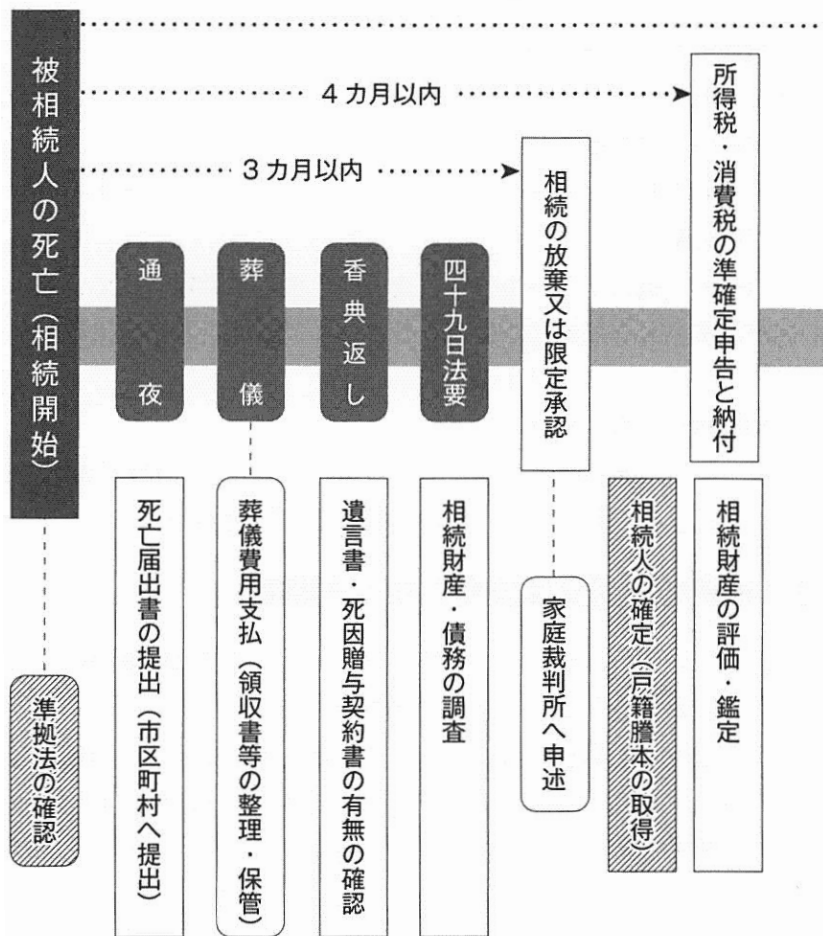 被相続人の死亡（相続開始）
4カ月以内
3カ月以内
通夜
葬儀
香典返し
四十九日法要
相続の放棄又は限定承認
所得税・消費税の準確定申告と納付
準拠法の確認
死亡届出書の提出（市区町村へ提出）
葬儀費用支払（領収書等の整理・保管）
遺言書・死因贈与契約書の有無の確認
相続財産・債務の調査
家庭裁判所へ申述
相続人の確定（戸籍謄本の取得）
相続財産の評価・鑑定